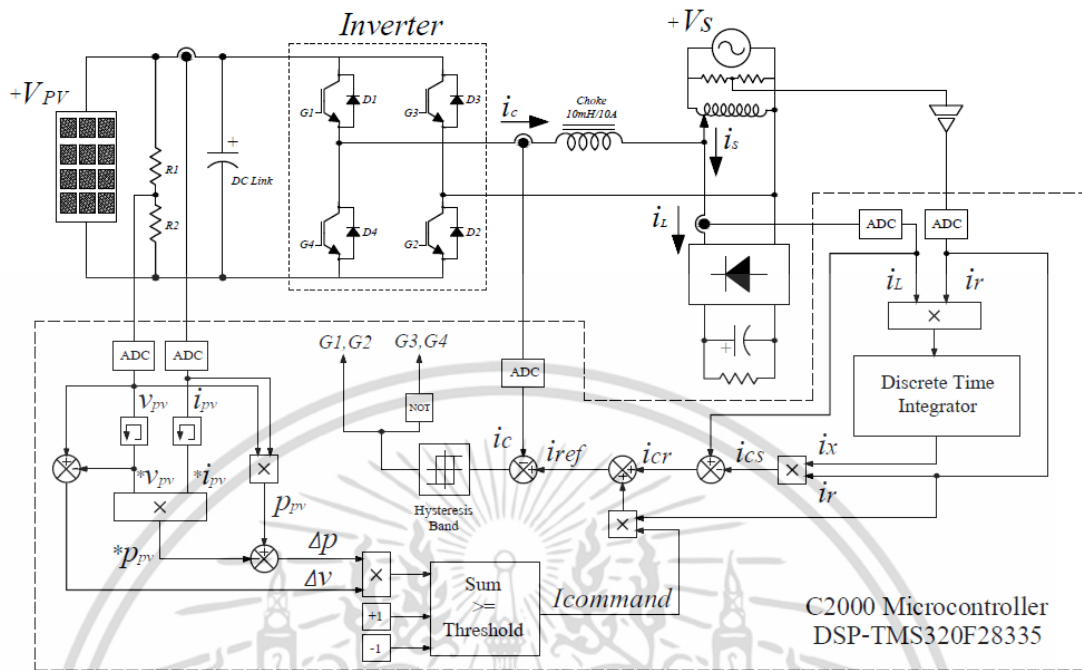 Inverter
+VS
+VPV
R1
R2
+
DC Link
G1
D1
G3
D3
G4
D4
G2
D2
ic
Choke
10mH/10A
is
iL
+
ADC
ADC
iL
ir
×
Discrete Time
Integrator
ADC
ADC
vpv
ipv
*vpv
*ipv
×
×
ppv
*ppv
Δp
Δv
×
+1
-1
Sum
>=
Threshold
Icommand
G1,G2
G3,G4
NOT
Hysteresis
Band
ADC
ic
iref
icr
ics
×
ix
ir
×
C2000 Microcontroller
DSP-TMS320F28335